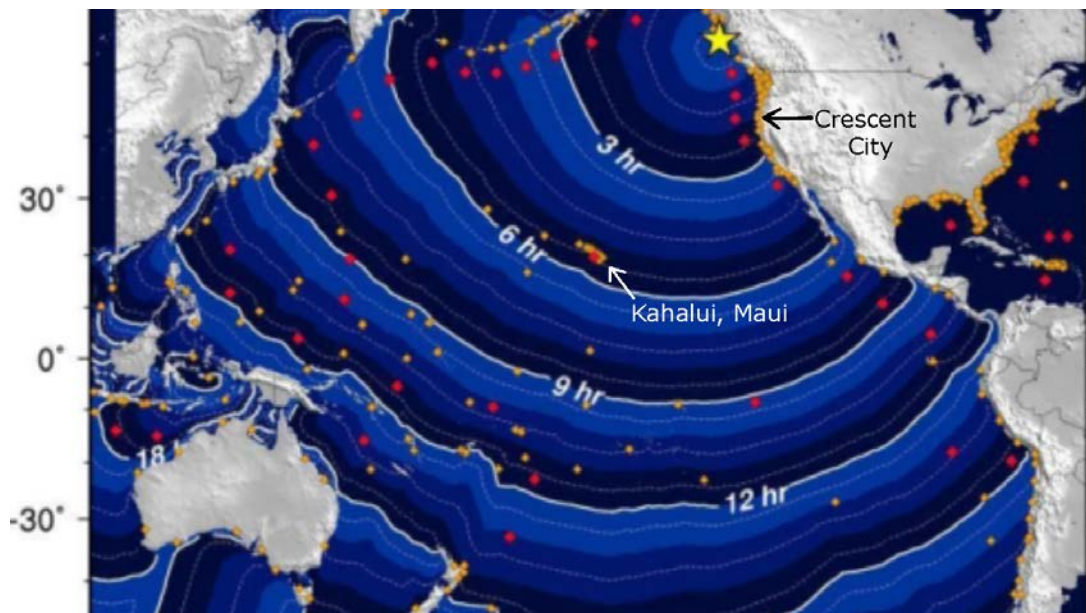 Crescent
City
3 hr
30°
6 hr
Kahalui, Maui
0°
9 hr
18
12 hr
-30°